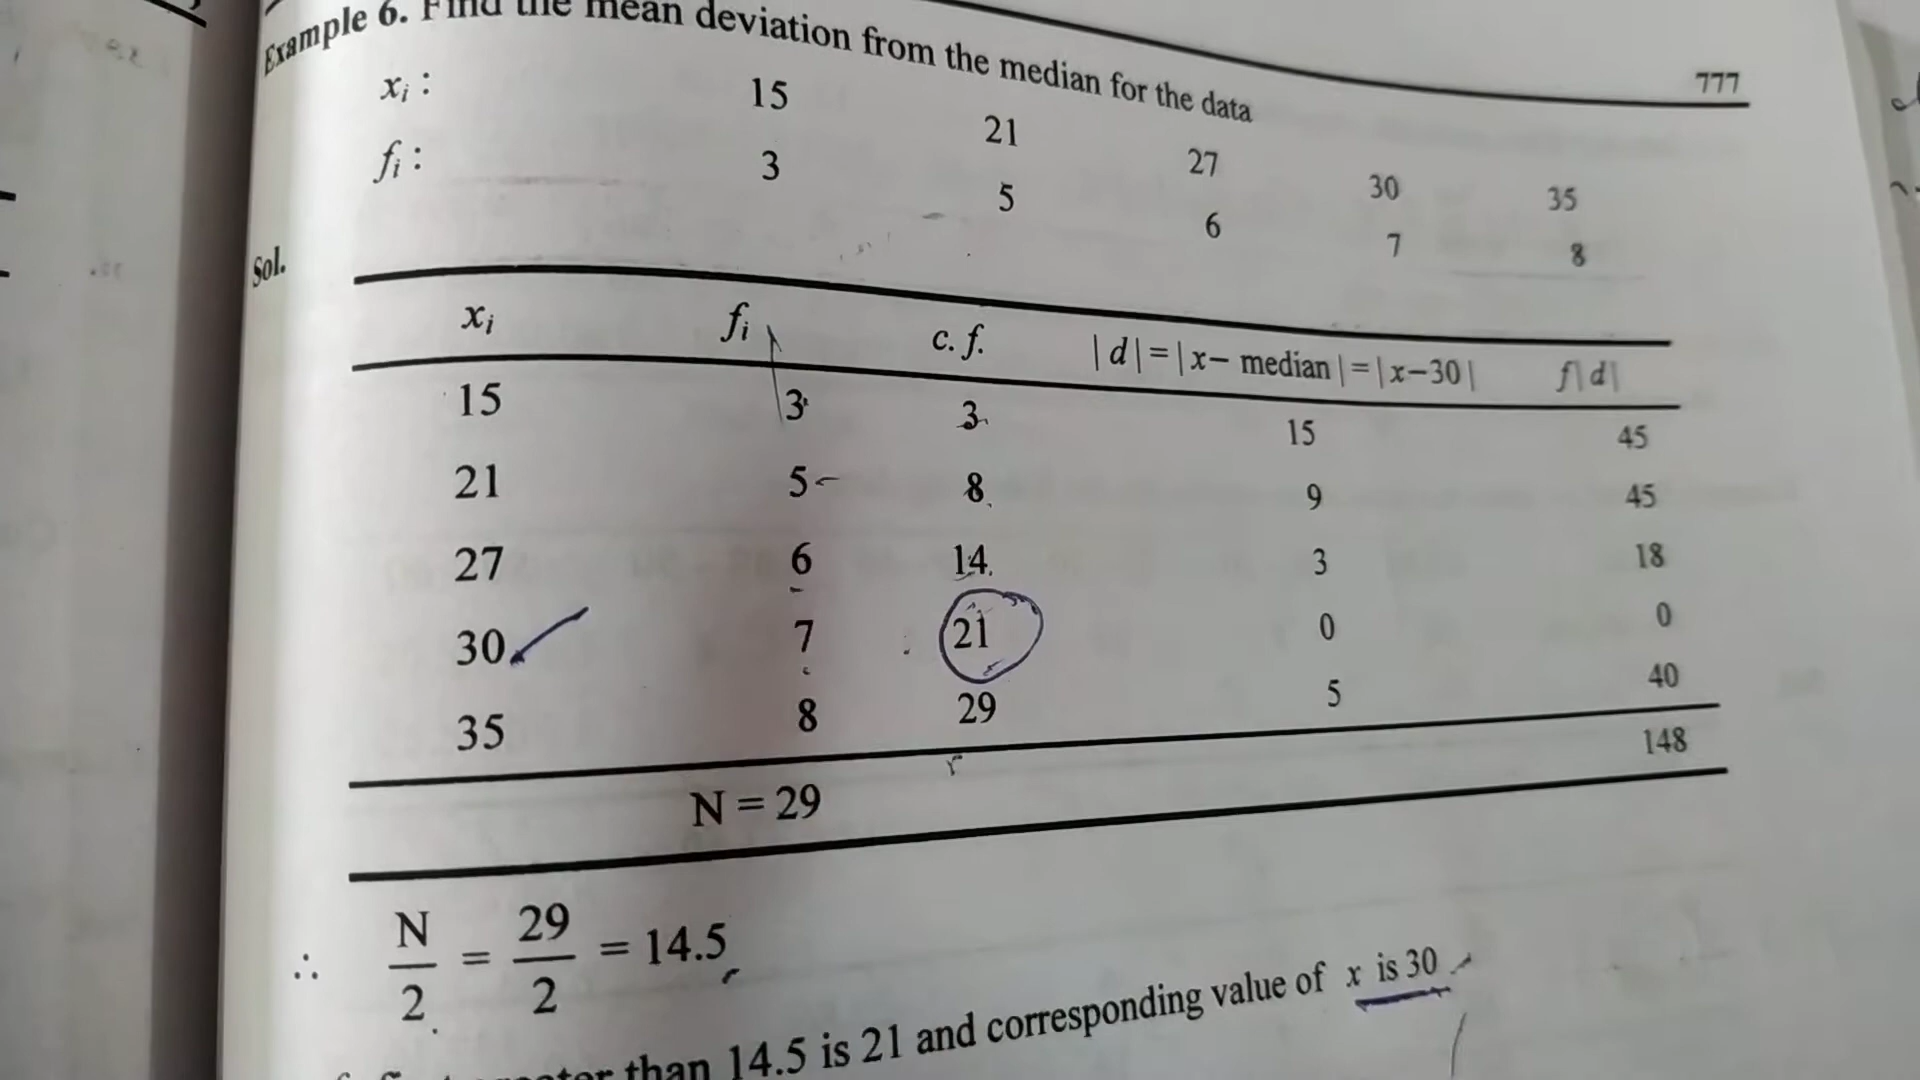 777
Example 6. Find the mean deviation from the median for the data
xᵢ : 15 21 27 30 35
fᵢ : 3 5 6 7 8
Sol.
xᵢ fᵢ c. f. |d|=|x− median|=|x−30| f|d|
15 3 3 15 45
21 5 8 9 45
27 6 14 3 18
30 7 21 0 0
35 8 29 5 40
148
N = 29
∴ N/2 = 29/2 = 14.5
than 14.5 is 21 and corresponding value of x is 30